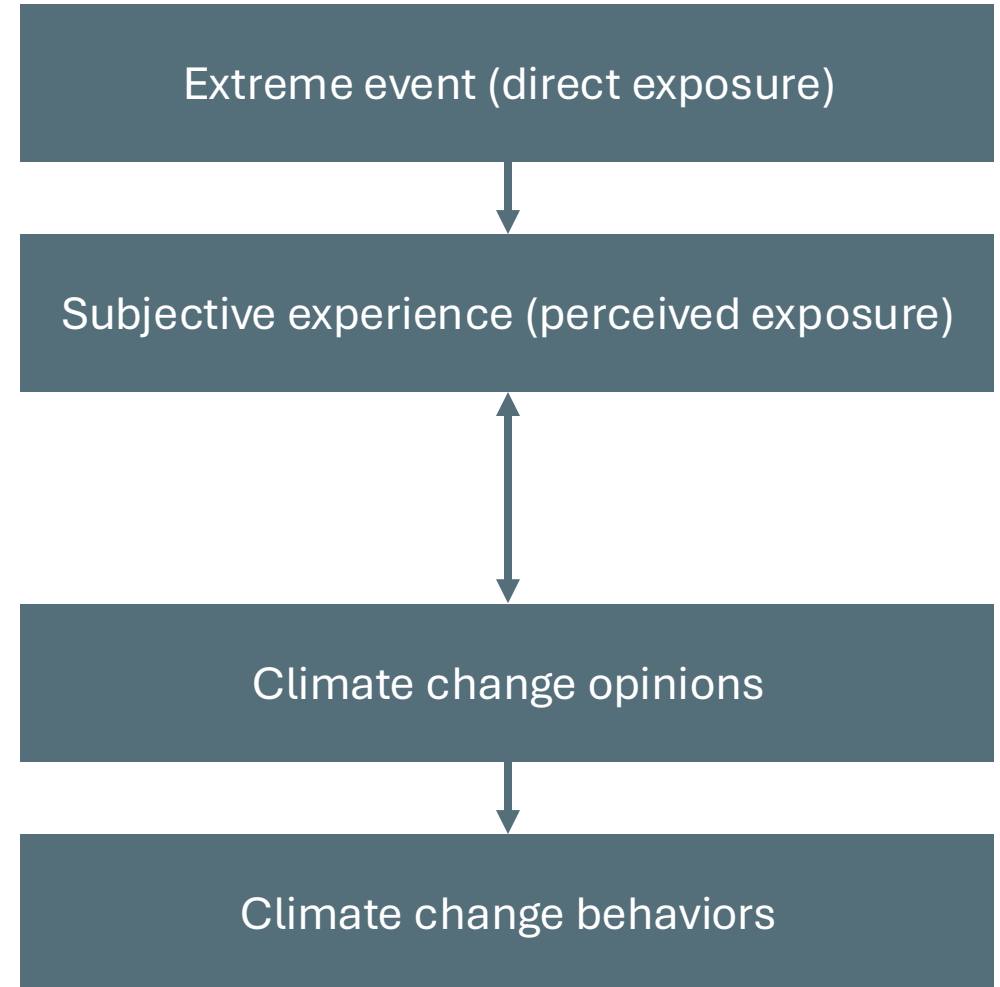 Extreme event (direct exposure)
Subjective experience (perceived exposure)
Climate change opinions
Climate change behaviors